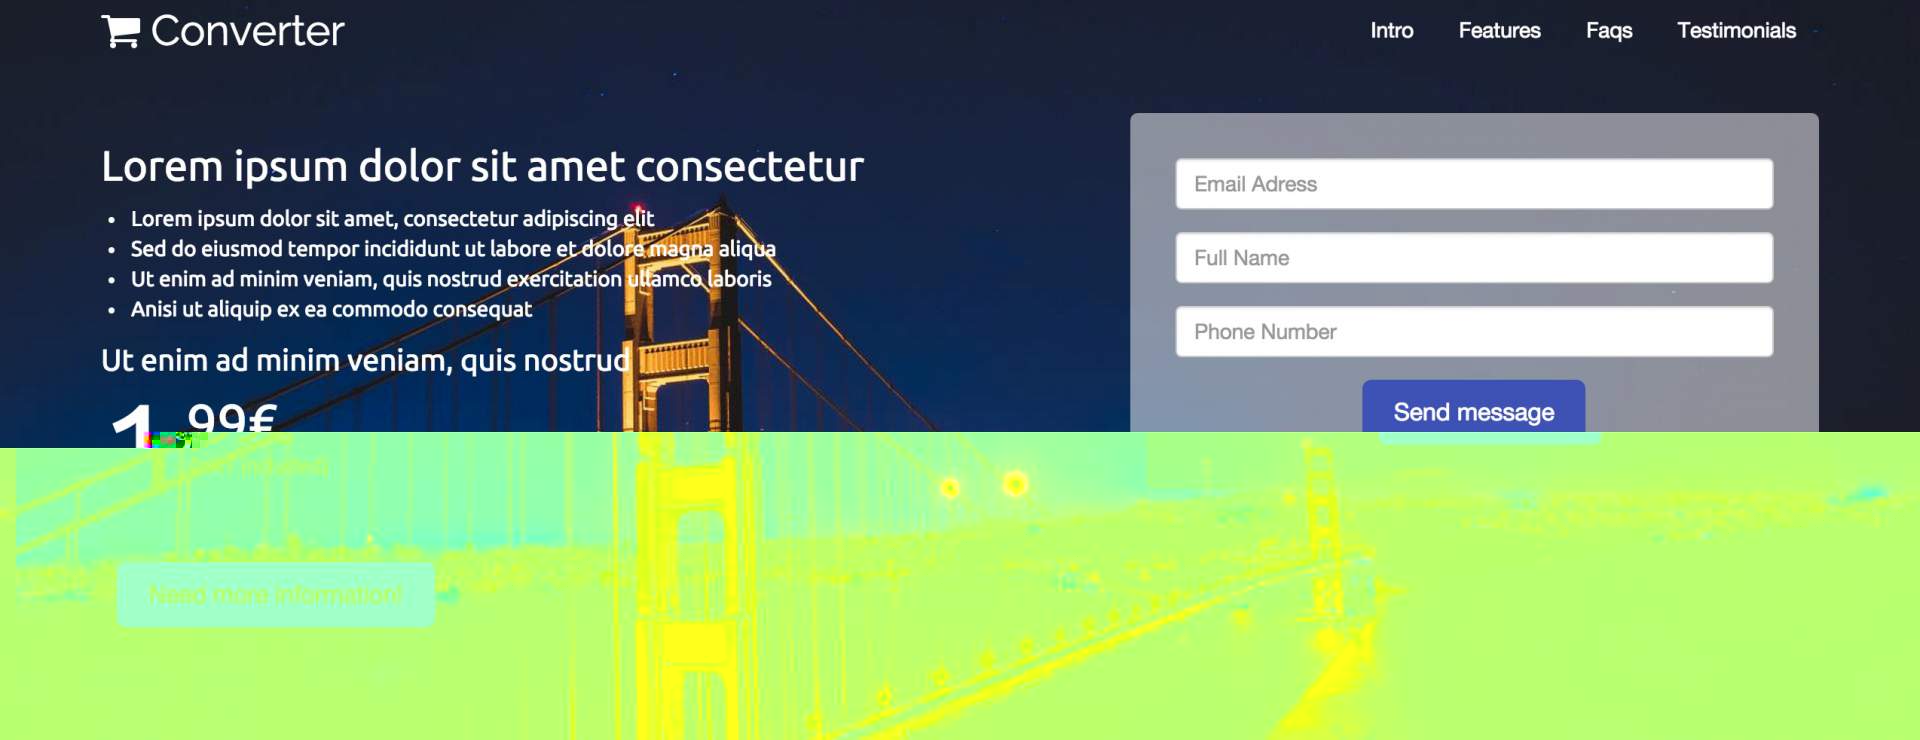 Converter
Intro Features Faqs Testimonials
Lorem ipsum dolor sit amet consectetur
Lorem ipsum dolor sit amet, consectetur adipiscing elit
Sed do eiusmod tempor incididunt ut labore et dolore magna aliqua
Ut enim ad minim veniam, quis nostrud exercitation ullamco laboris
Anisi ut aliquip ex ea commodo consequat
Ut enim ad minim veniam, quis nostrud
1 99€
Need more information!
Email Adress
Full Name
Phone Number
Send message